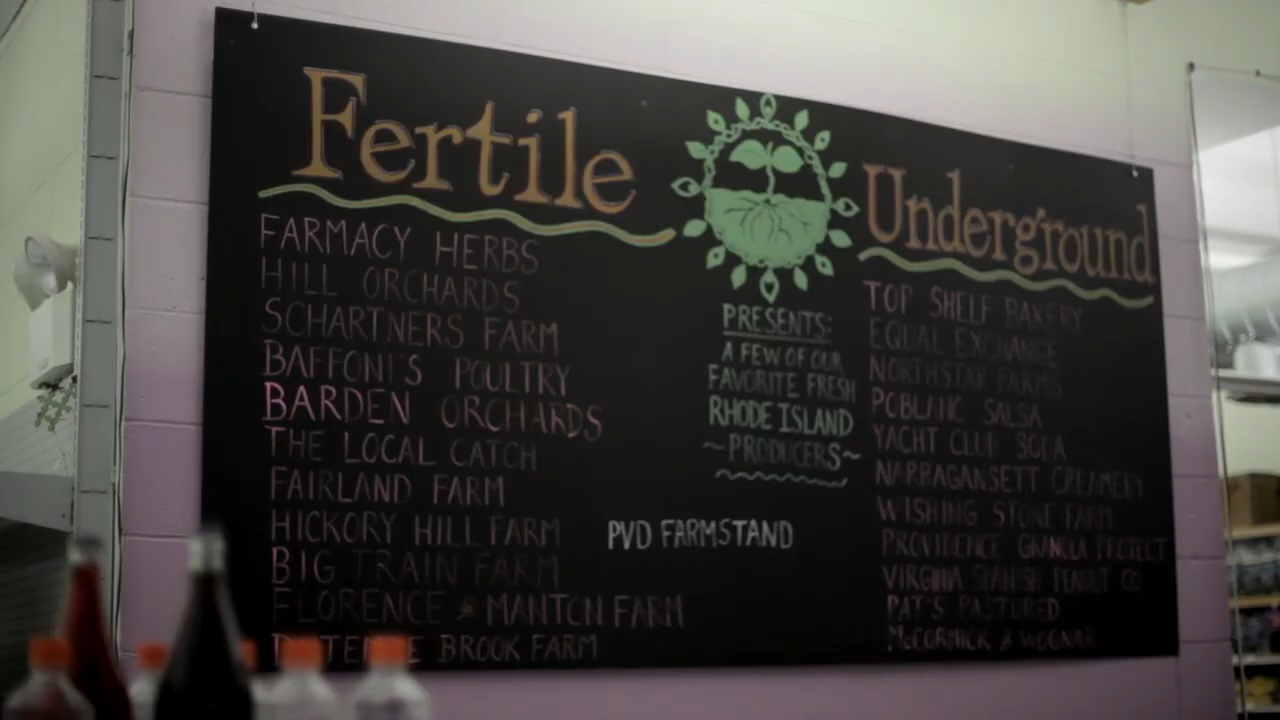 Fertile Underground
FARMACY HERBS
HILL ORCHARDS
SCHARTNERS FARM
BAFFONI'S POULTRY
BARDEN ORCHARDS
THE LOCAL CATCH
FAIRLAND FARM
HICKORY HILL FARM
BIG TRAIN FARM
FLORENCE & MANTON FARM
BROOK FARM
PRESENTS:
A FEW OF OUR
FAVORITE FRESH
RHODE ISLAND
~PRODUCERS~
PVD FARMSTAND
TOP SHELF BAKERY
EQUAL EXCHANGE
NORTHSTAR FARMS
POBLANO SALSA
YACHT CLUB SODA
NARRAGANSETT CREAMERY
WISHING STONE FARM
PROVIDENCE GRANOLA PROJECT
VIRGINIA SPANISH PEANUT CO
PAT'S PASTURED
McCORMICK & WOGNAR